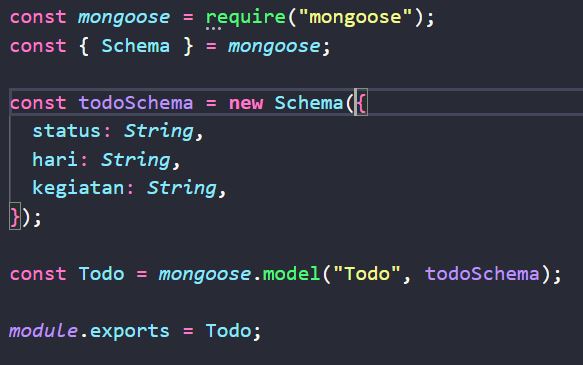 const mongoose = require("mongoose");
const { Schema } = mongoose;
const todoSchema = new Schema({
  status: String,
  hari: String,
  kegiatan: String,
});
const Todo = mongoose.model("Todo", todoSchema);
module.exports = Todo;